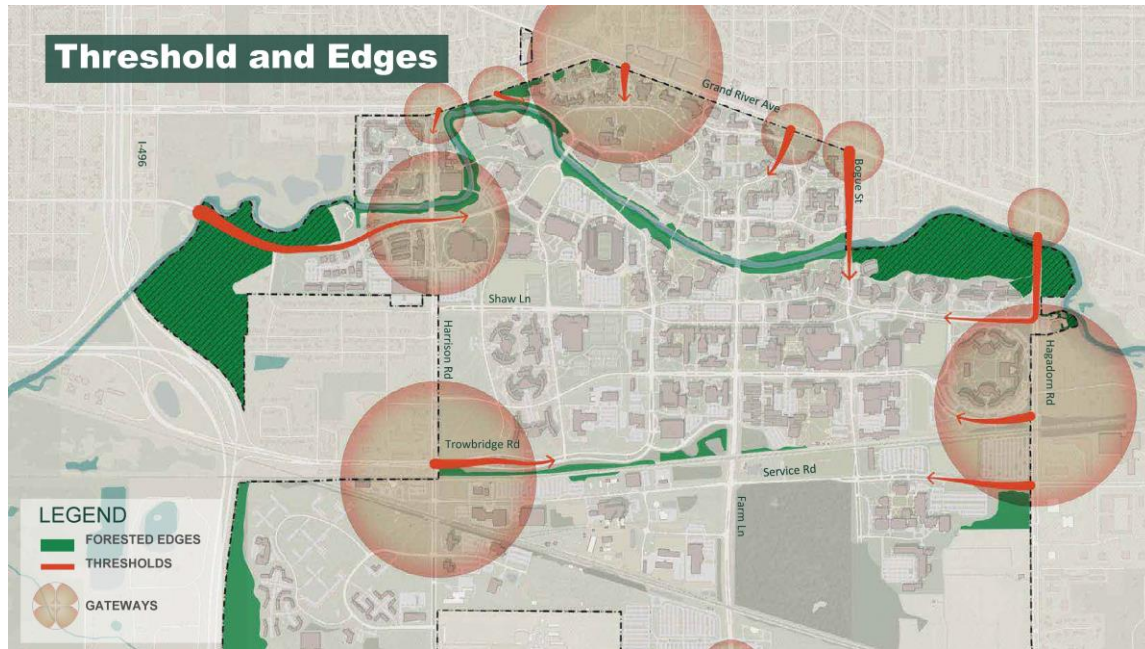 Threshold and Edges
Grand River Ave
I-496
Bogue St
Shaw Ln
Harrison Rd
Hagadorn Rd
Trowbridge Rd
Service Rd
Farm Ln
LEGEND
FORESTED EDGES
THRESHOLDS
GATEWAYS